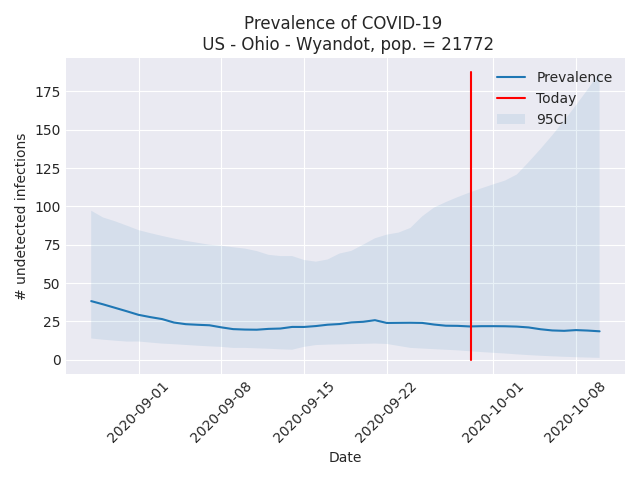 Prevalence of COVID-19
US - Ohio - Wyandot, pop. = 21772
Prevalence
Today
95CI
175
150
125
100
75
50
25
0
# undetected infections
2020-09-01
2020-09-08
2020-09-15
2020-09-22
2020-10-01
2020-10-08
Date